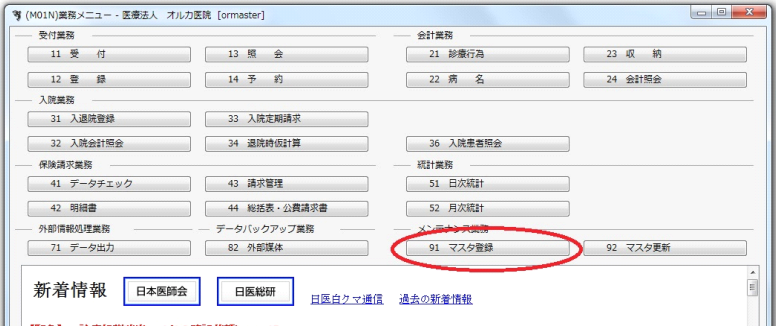 (M01N)業務メニュー - 医療法人 オルカ医院 [ormaster]
受付業務 会計業務
11 受 付 13 照 会 21 診療行為 23 収 納
12 登 録 14 予 約 22 病 名 24 会計照会
入院業務
31 入退院登録 33 入院定期請求
32 入院会計照会 34 退院時仮計算 36 入院患者照会
保険請求業務 統計業務
41 データチェック 43 請求管理 51 日次統計
42 明細書 44 総括表・公費請求書 52 月次統計
外部情報処理業務 データバックアップ業務 メンテナンス業務
71 データ出力 82 外部媒体 91 マスタ登録 92 マスタ更新
新着情報 日本医師会 日医総研 日医白クマ通信 過去の新着情報